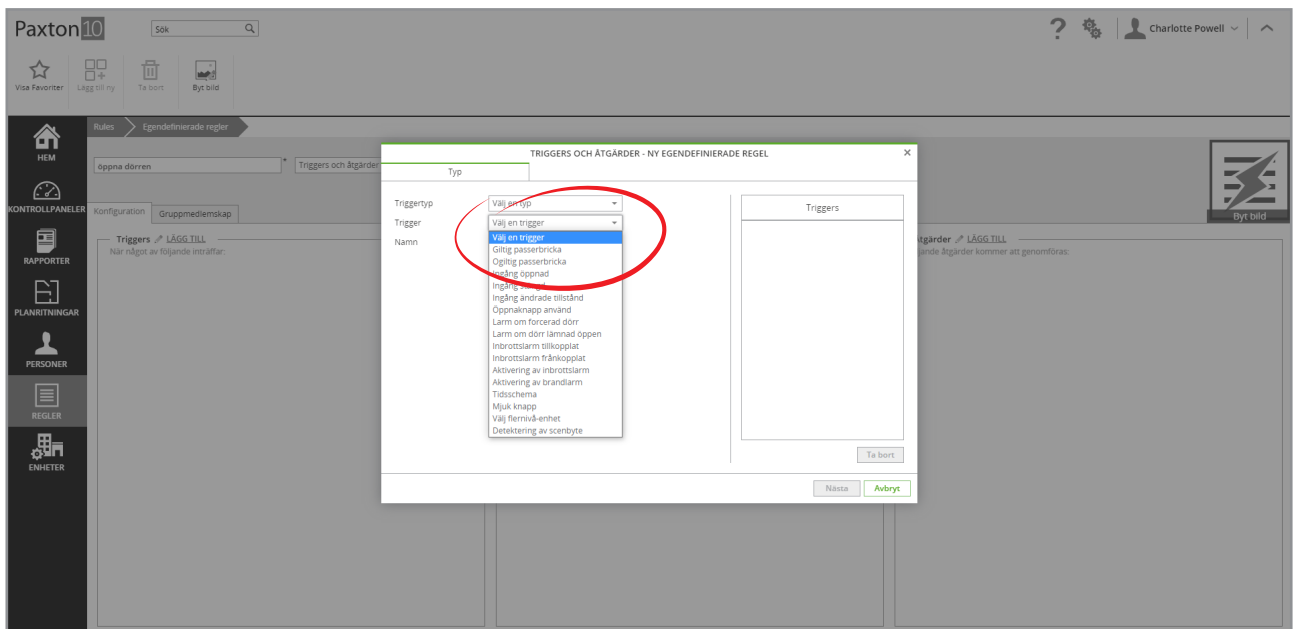 Paxton10
Sök
Charlotte Powell
Visa Favoriter
Lägg till ny
Ta bort
Byt bild
Rules
Egendefinierade regler
HEM
KONTROLLPANELER
RAPPORTER
PLANRITNINGAR
PERSONER
REGLER
ENHETER
öppna dörren
*
Triggers och åtgärder
Konfiguration
Gruppmedlemskap
Triggers LÄGG TILL
När något av följande inträffar:
TRIGGERS OCH ÅTGÄRDER - NY EGENDEFINIERADE REGEL
Typ
Triggertyp
Välj en typ
Trigger
Välj en trigger
Namn
Välj en trigger
Giltig passerbricka
Ogiltig passerbricka
Ingång öppnad
Ingång ändrade tillstånd
Öppnaknapp använd
Larm om forcerad dörr
Larm om dörr lämnad öppen
Inbrottslarm tillkopplat
Inbrottslarm frånkopplat
Aktivering av inbrottslarm
Aktivering av brandlarm
Tidsschema
Mjuk knapp
Välj flernivå-enhet
Detektering av scenbyte
Triggers
Ta bort
Nästa
Avbryt
LÄGG TILL
åtgärder kommer att genomföras:
Byt bild